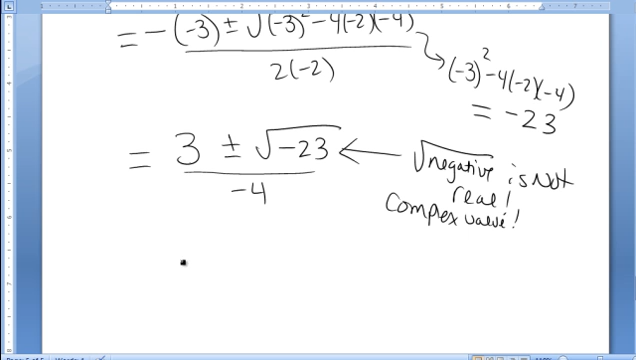 = -(-3) ± √(-3)² - 4(-2)(-4)
2(-2)
(-3)² - 4(-2)(-4)
= -23
= 3 ± √-23
-4
√negative is not
real!
Complex value!